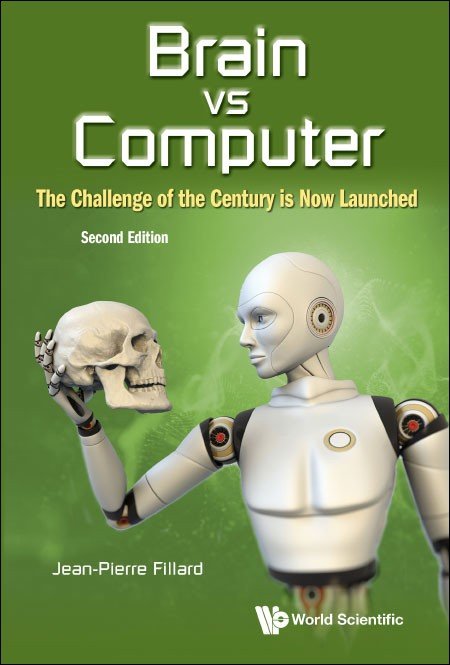 Brain
vs
Computer
The Challenge of the Century is Now Launched
Second Edition
Jean-Pierre Fillard
World Scientific